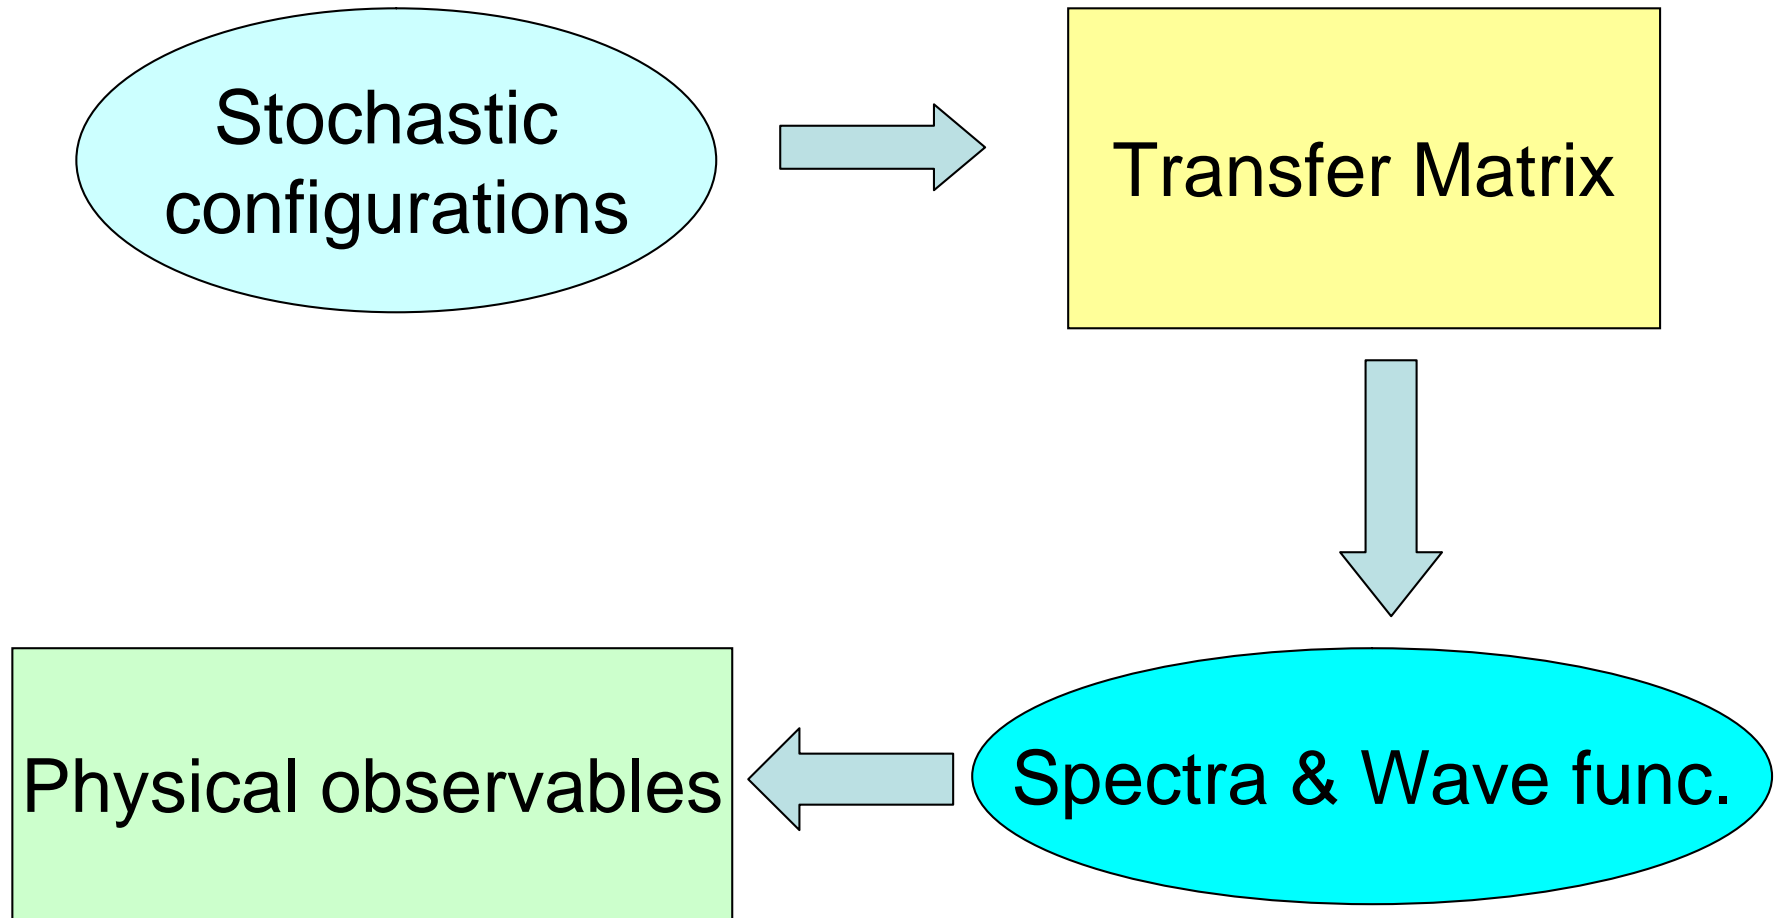 Stochastic
configurations
Transfer Matrix
Spectra & Wave func.
Physical observables